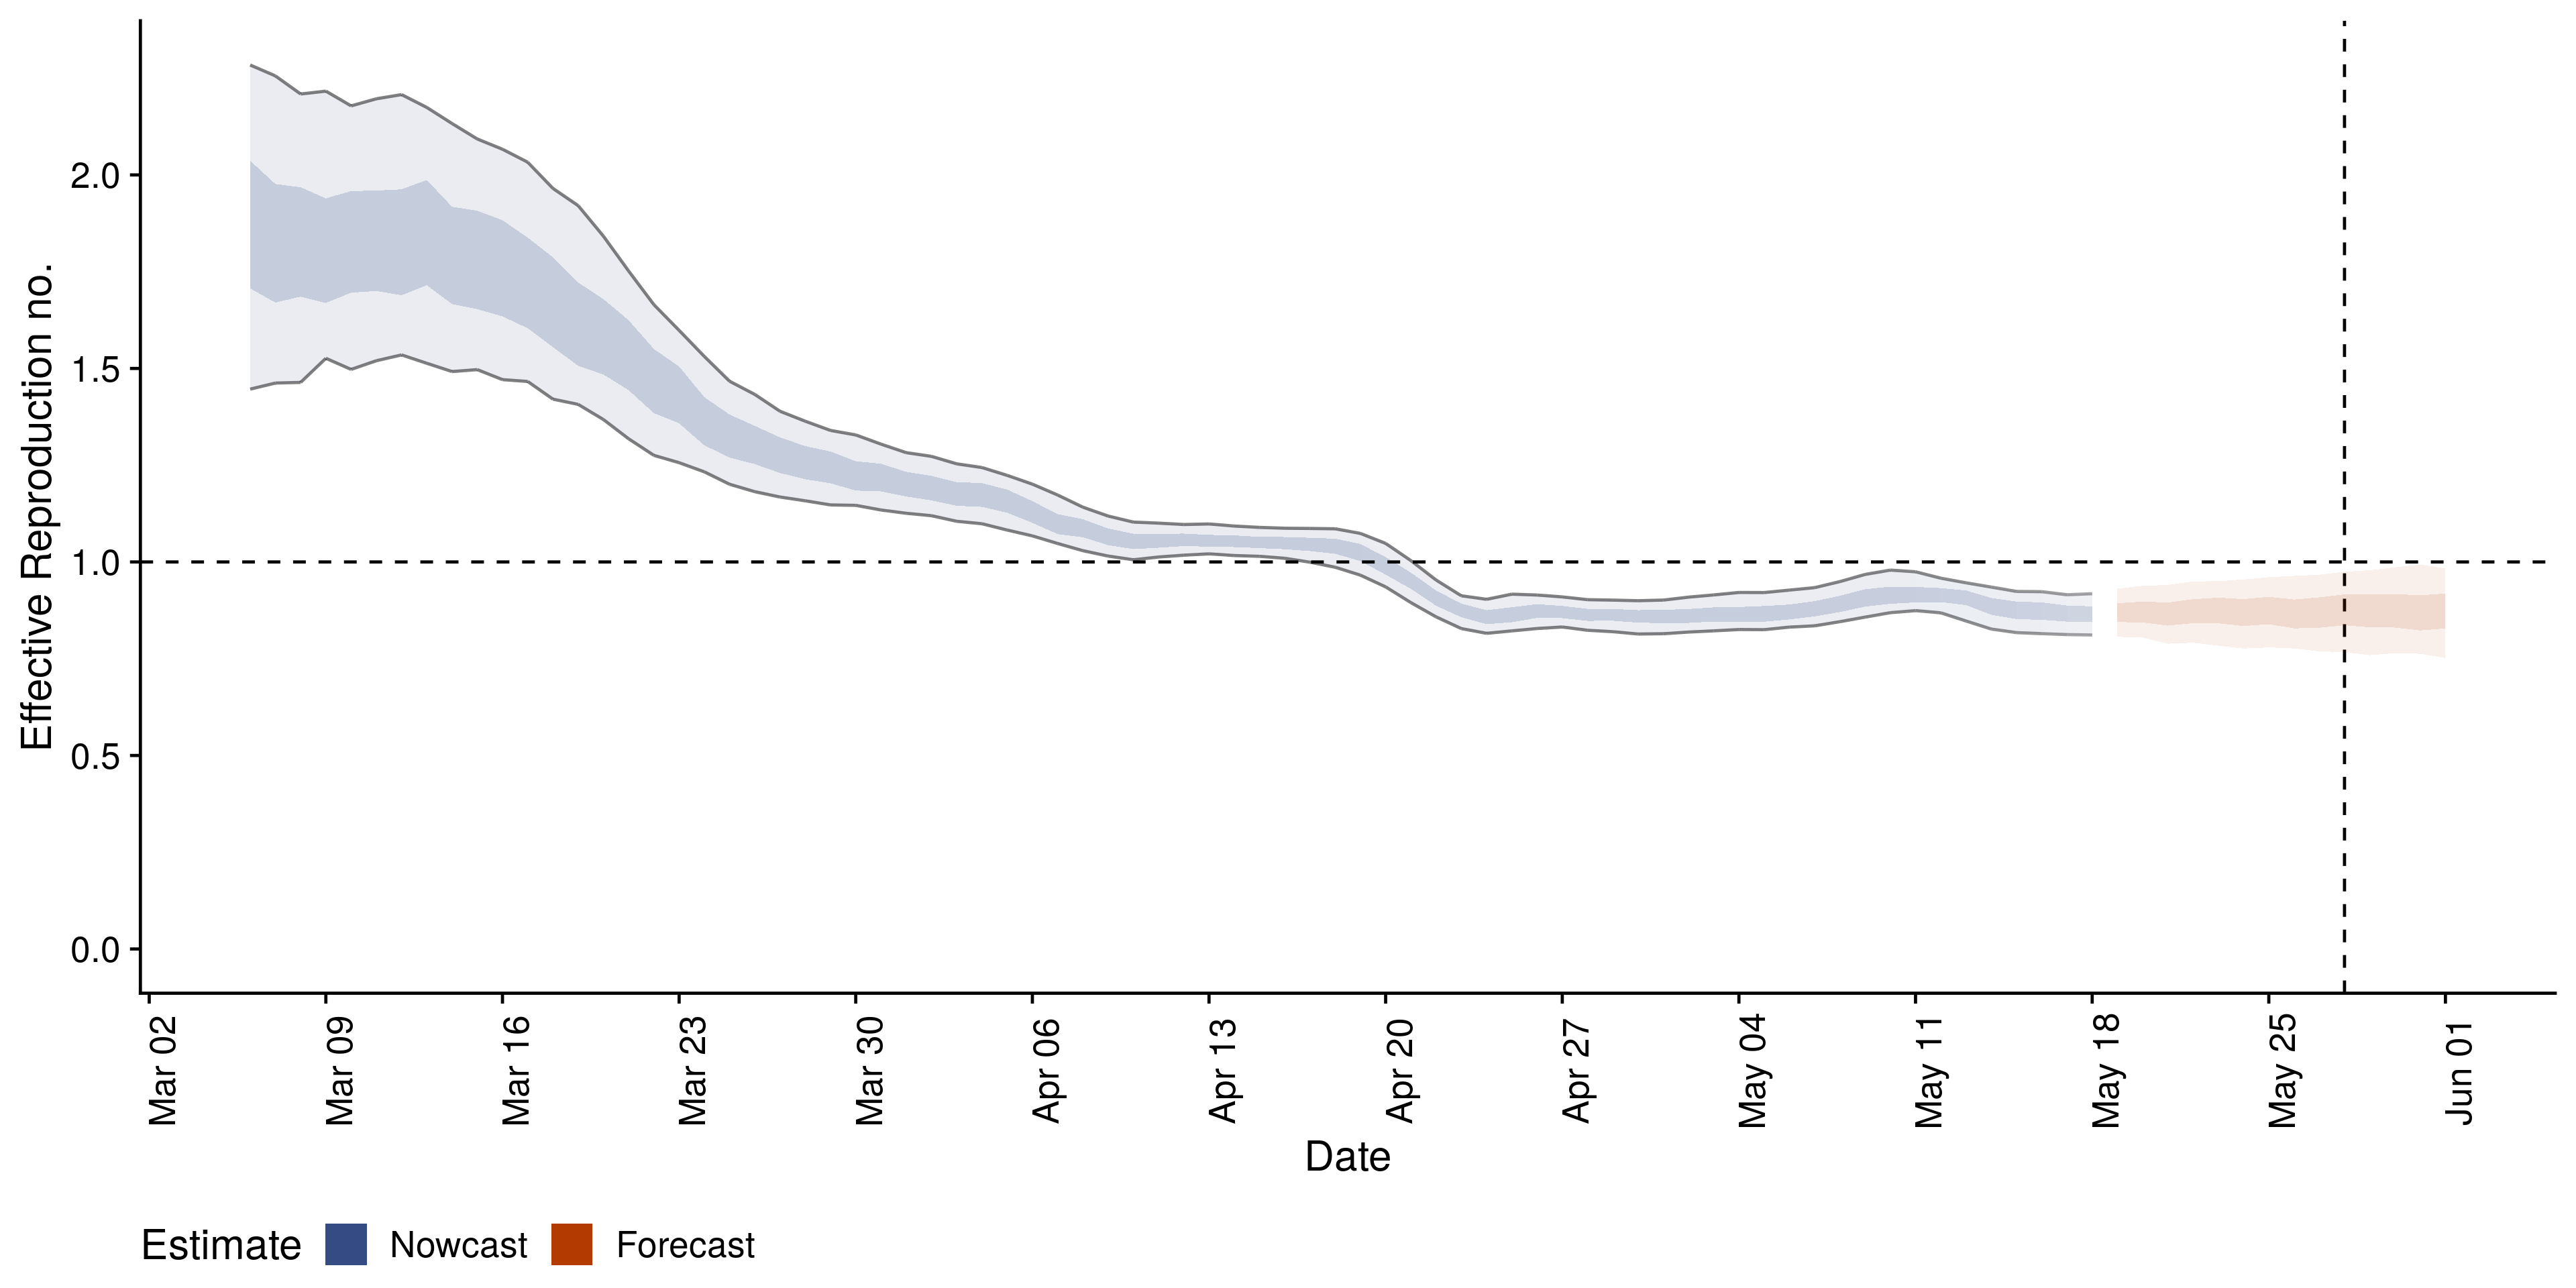 Effective Reproduction no.
2.0
1.5
1.0
0.5
0.0
Mar 02
Mar 09
Mar 16
Mar 23
Mar 30
Apr 06
Apr 13
Apr 20
Apr 27
May 04
May 11
May 18
May 25
Jun 01
Date
Estimate Nowcast Forecast